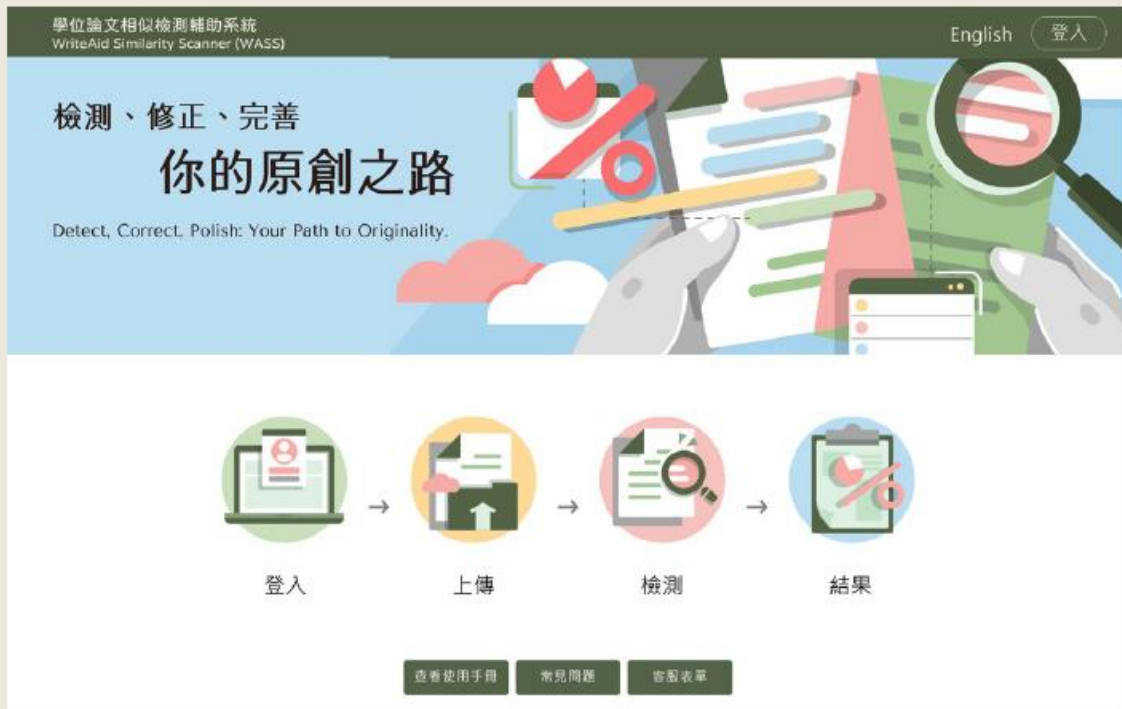 學位論文相似檢測輔助系統
WriteAid Similarity Scanner (WASS)
English
登入
檢測、修正、完善
你的原創之路
Detect, Correct, Polish: Your Path to Originality.
登入
→
上傳
→
檢測
→
結果
查看使用手冊
常見問題
客服表單